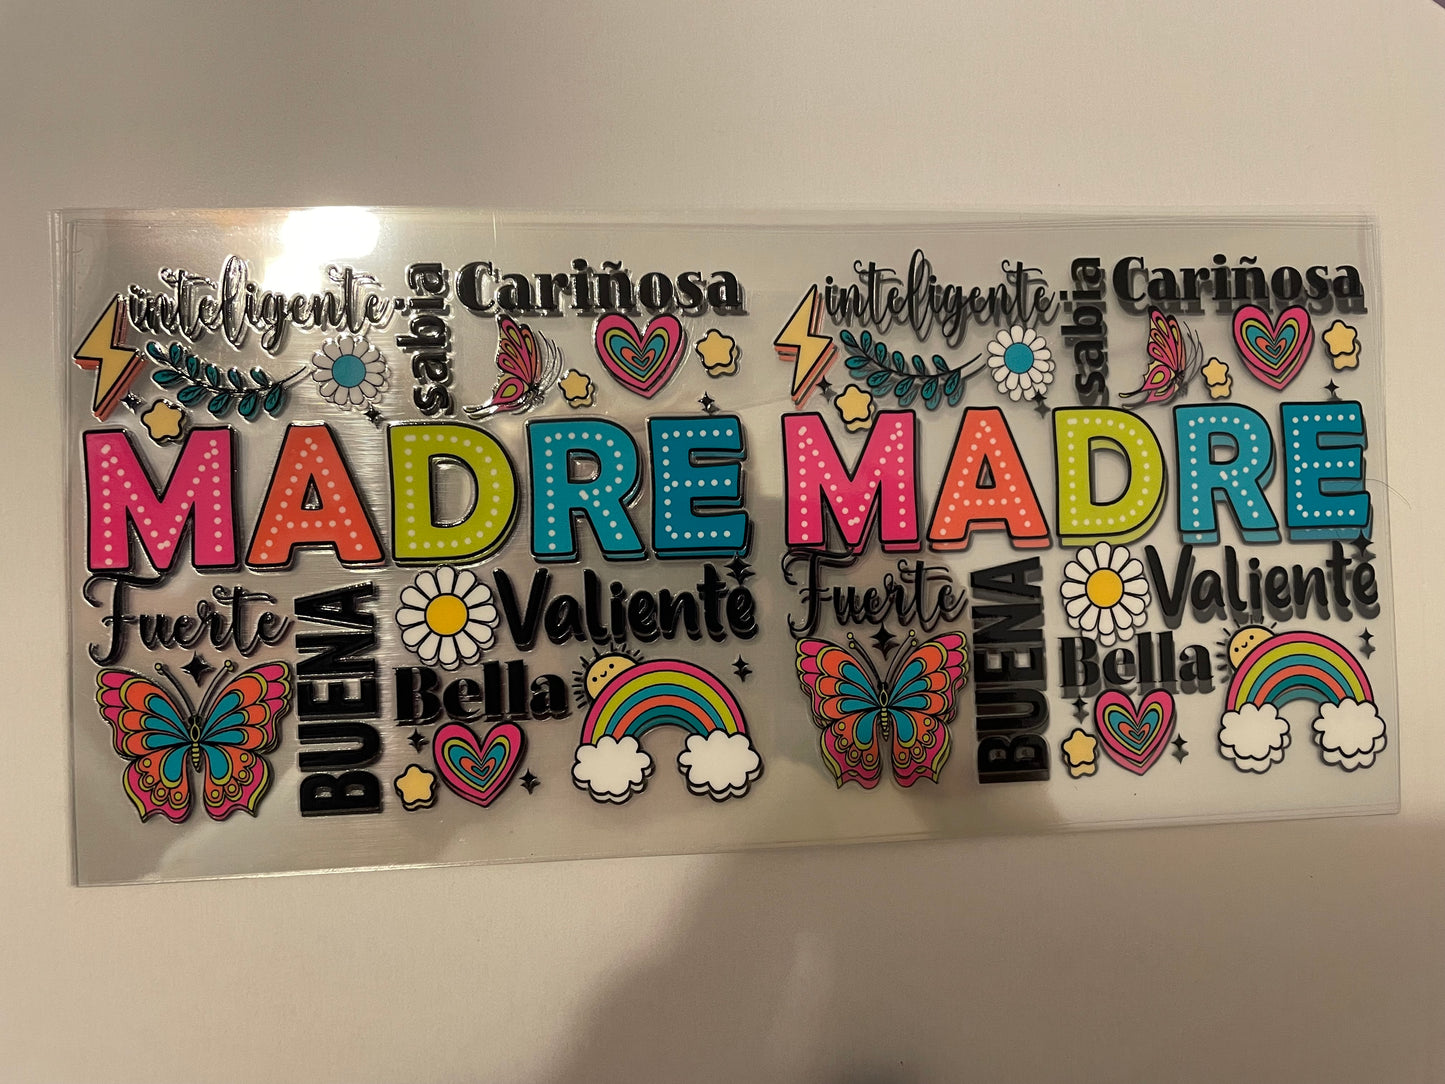 inteligente sabia Cariñosa
MADRE
Fuerte BUENA Valiente
Bella
inteligente sabia Cariñosa
MADRE
Fuerte BUENA Valiente
Bella